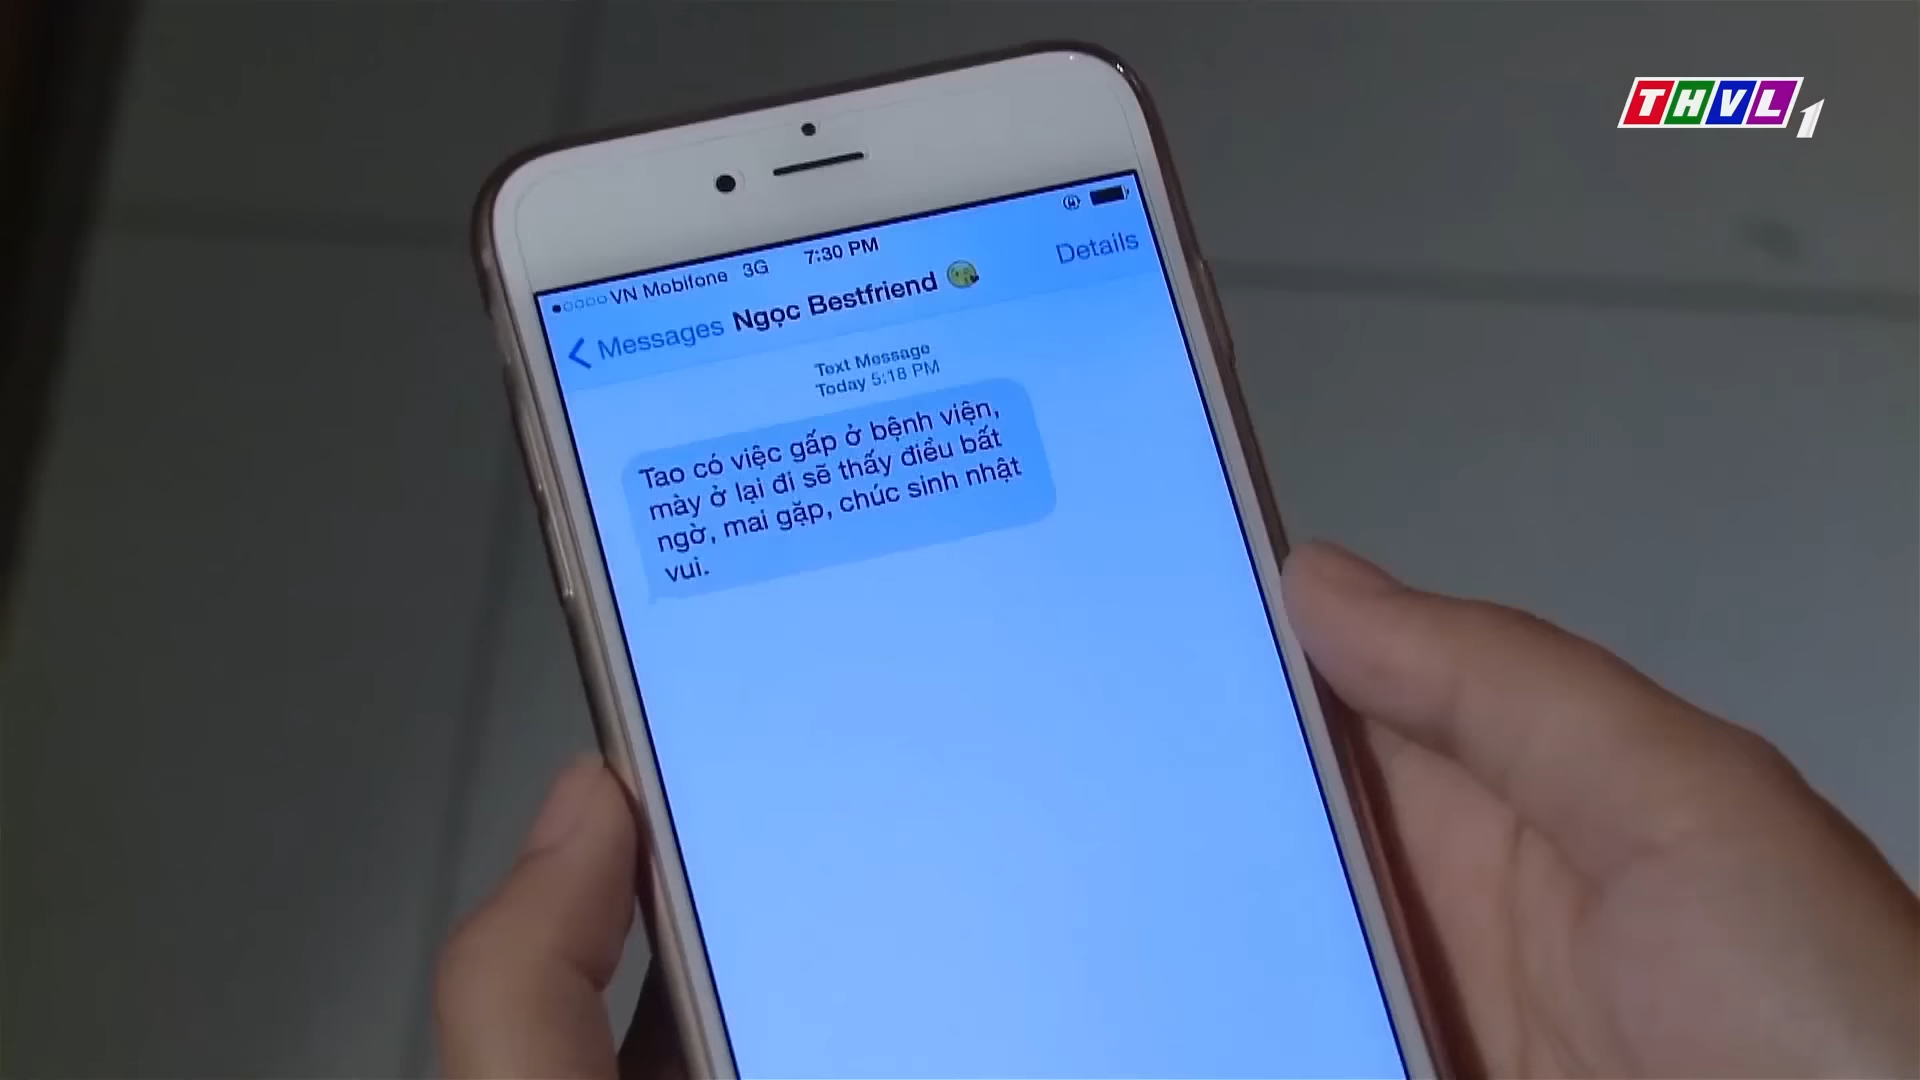 THVL1
VN Mobifone 3G 7:30 PM
Messages Ngọc Bestfriend 😘 Details
Text Message
Today 5:18 PM
Tao có việc gấp ở bệnh viện,
mày ở lại đi sẽ thấy điều bất
ngờ, mai gặp, chúc sinh nhật
vui.